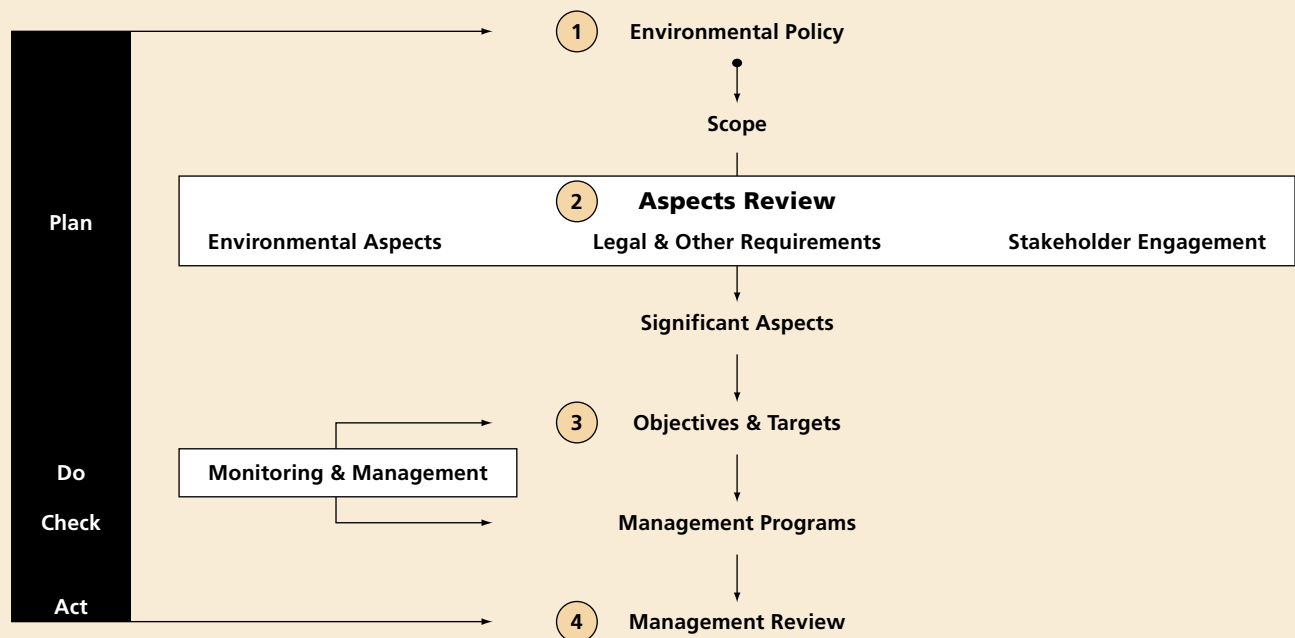 1 Environmental Policy
Scope
2 Aspects Review
Plan
Environmental Aspects Legal & Other Requirements Stakeholder Engagement
Significant Aspects
3 Objectives & Targets
Do Monitoring & Management
Check Management Programs
Act
4 Management Review